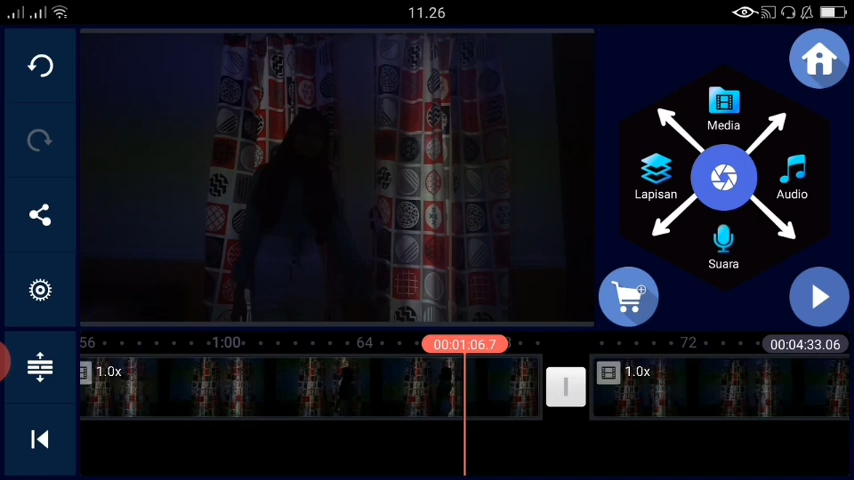 11.26
Media
Lapisan
Audio
Suara
56
1:00
64
00:01:06.7
72
00:04:33.06
1.0x
1.0x